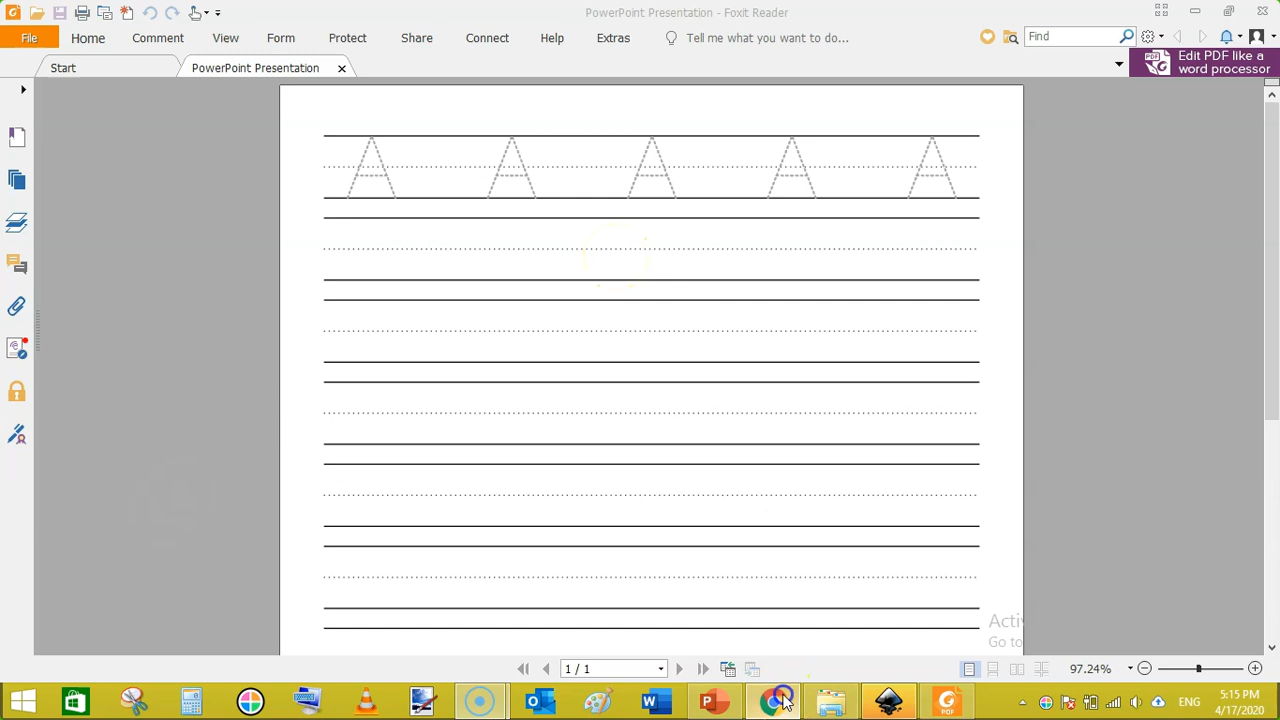 PowerPoint Presentation - Foxit Reader
File Home Comment View Form Protect Share Connect Help Extras Tell me what you want to do... Find
Start PowerPoint Presentation Edit PDF like a
word processor
A A A A A
Go to
1 / 1 97.24%
ENG 5:15 PM
4/17/2020